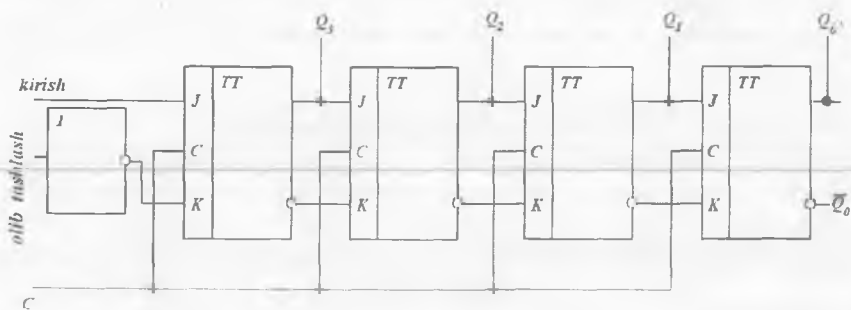 Q₃ Q₂ Q₁ Q₀
kirish
TT TT TT TT
J J J J
1
C C C C
olib tashlash
K K K K
Q̅₀
C